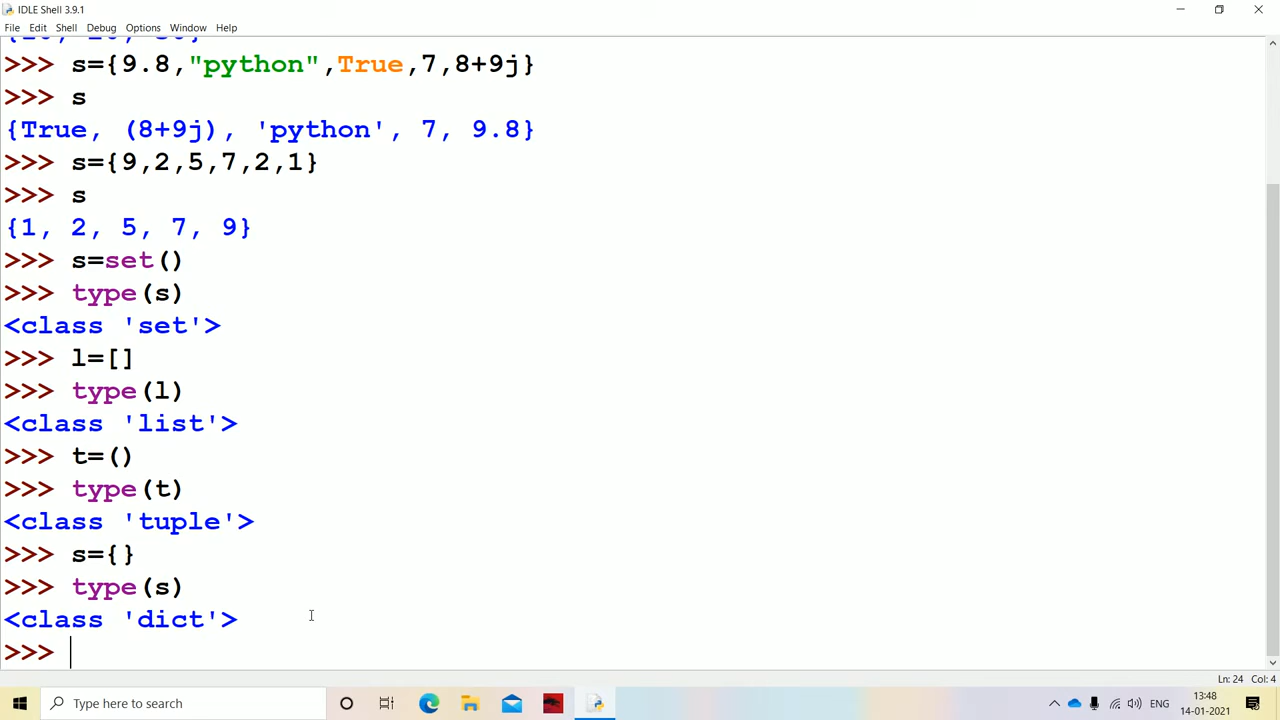 IDLE Shell 3.9.1
File Edit Shell Debug Options Window Help
>>> s={9.8,"python",True,7,8+9j}
>>> s
{True, (8+9j), 'python', 7, 9.8}
>>> s={9,2,5,7,2,1}
>>> s
{1, 2, 5, 7, 9}
>>> s=set()
>>> type(s)
<class 'set'>
>>> l=[]
>>> type(l)
<class 'list'>
>>> t=()
>>> type(t)
<class 'tuple'>
>>> s={}
>>> type(s)
<class 'dict'>
>>>
Ln: 24 Col: 4
Type here to search
ENG
13:48
14-01-2021